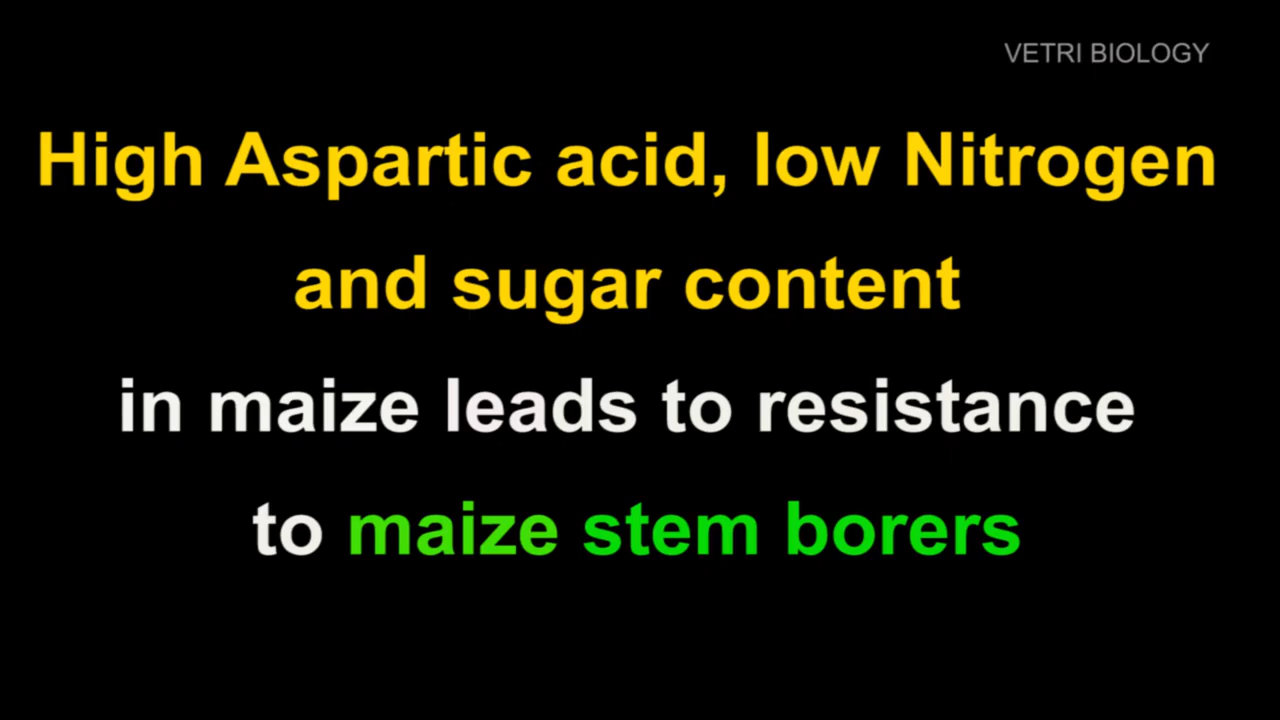 VETRI BIOLOGY
High Aspartic acid, low Nitrogen
and sugar content
in maize leads to resistance
to maize stem borers